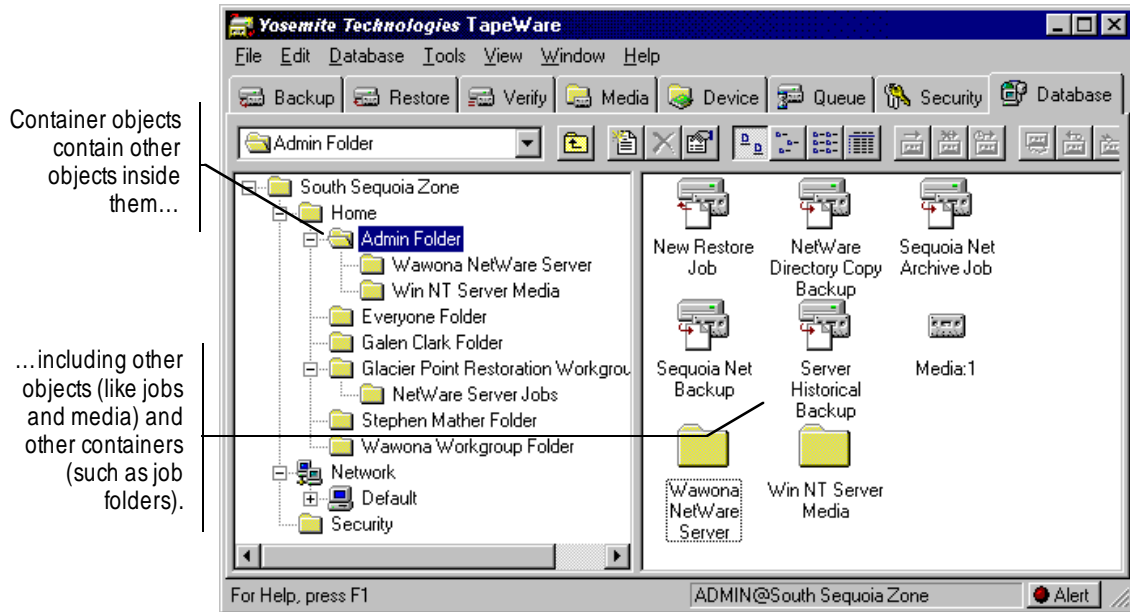 Yosemite Technologies TapeWare
File Edit Database Tools View Window Help
Backup Restore Verify Media Device Queue Security Database
Admin Folder
Container objects
contain other
objects inside
them…
…including other
objects (like jobs
and media) and
other containers
(such as job
folders).
South Sequoia Zone
Home
Admin Folder
Wawona NetWare Server
Win NT Server Media
Everyone Folder
Galen Clark Folder
Glacier Point Restoration Workgrou
NetWare Server Jobs
Stephen Mather Folder
Wawona Workgroup Folder
Network
Default
Security
New Restore
Job
NetWare
Directory Copy
Backup
Sequoia Net
Archive Job
Sequoia Net
Backup
Server
Historical
Backup
Media:1
Wawona
NetWare
Server
Win NT Server
Media
For Help, press F1
ADMIN@South Sequoia Zone
Alert